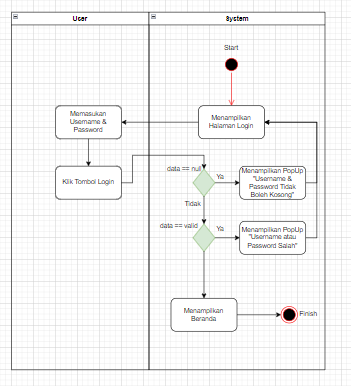 User
System
Start
Memasukan
Username &
Password
Menampilkan
Halaman Login
Klik Tombol Login
data == null
Ya
Menampilkan PopUp
"Username &
Password Tidak
Boleh Kosong"
Tidak
data == valid
Ya
Menampilkan PopUp
"Username atau
Password Salah"
Menampilkan
Beranda
Finish